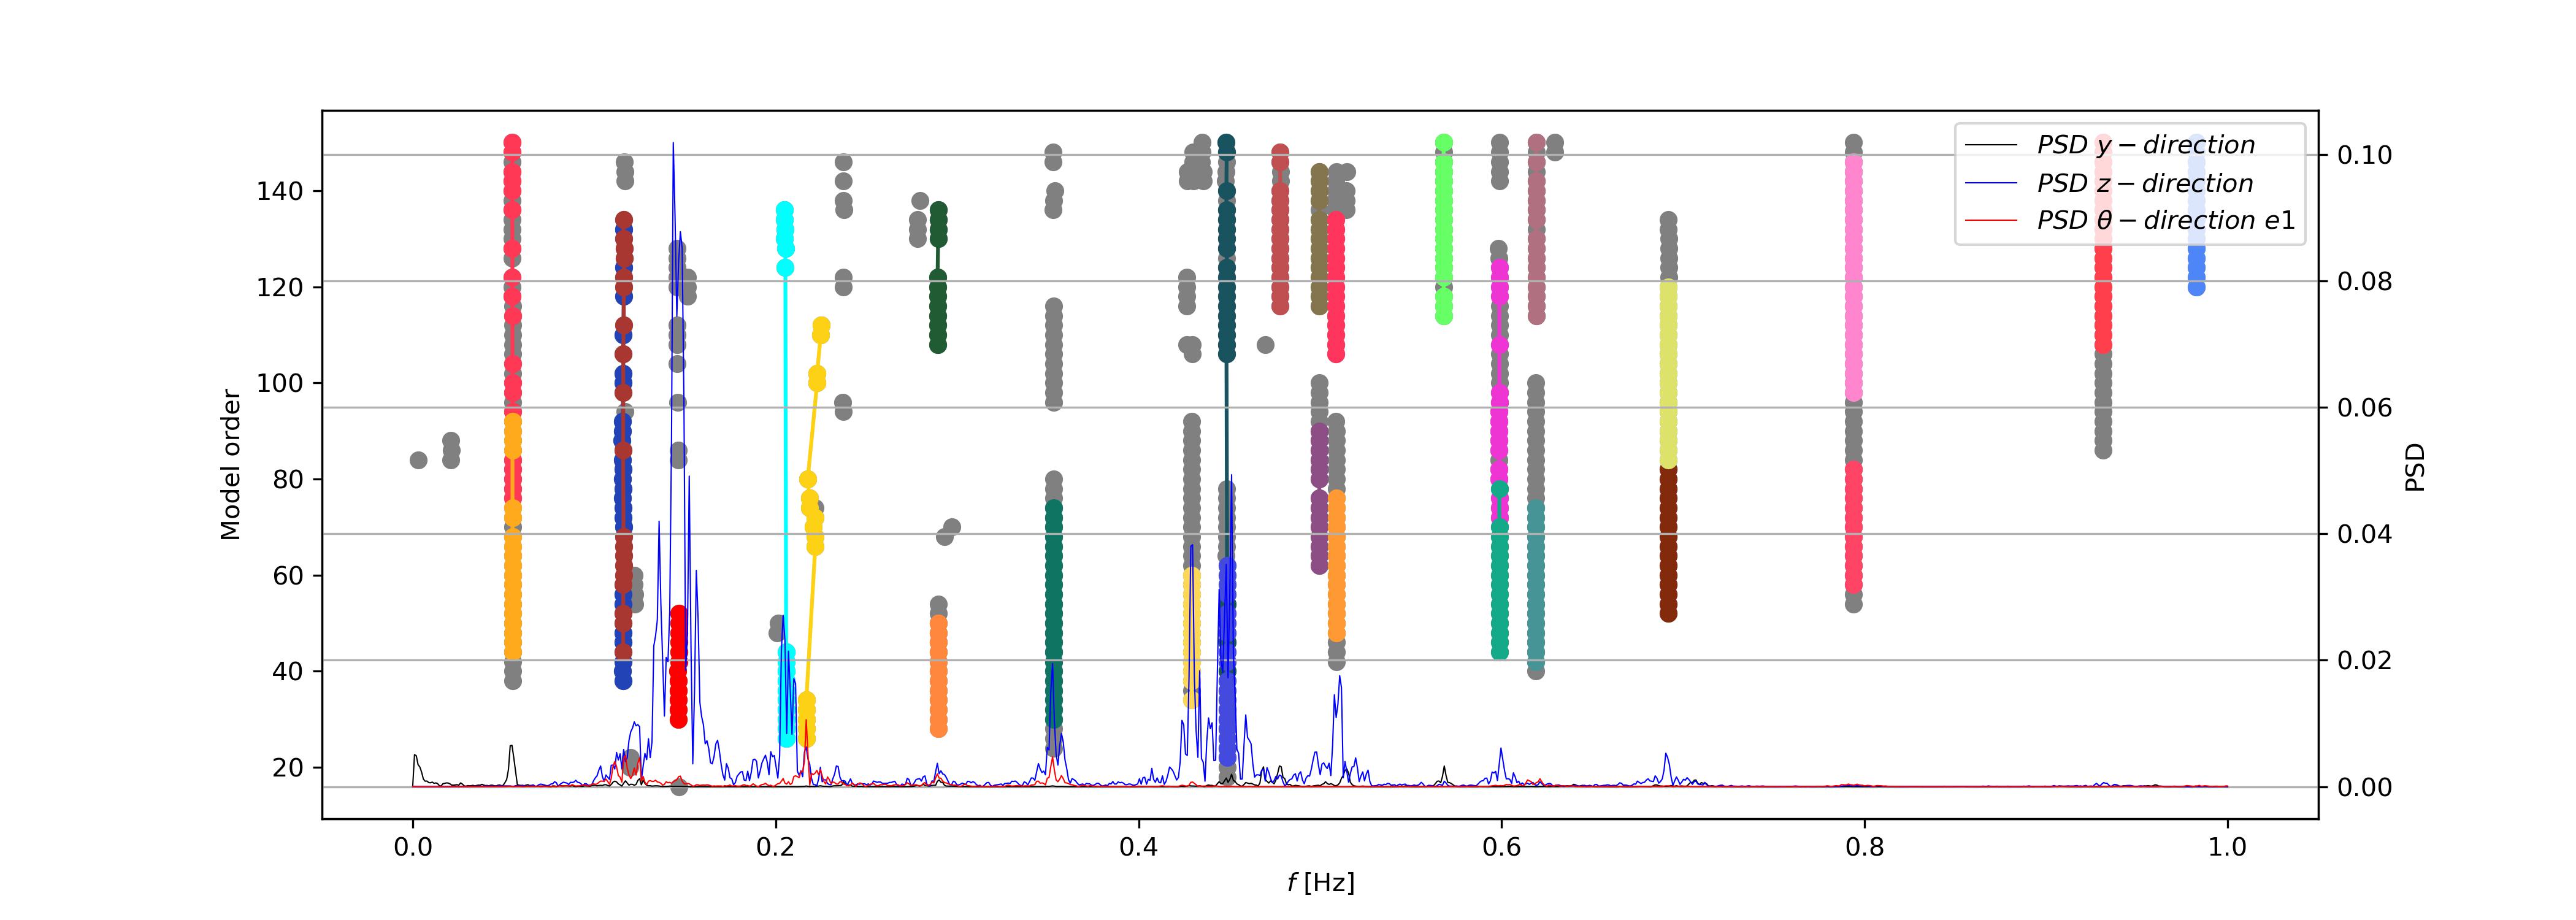 PSD y − direction
PSD z − direction
PSD θ − direction e1
Model order
140
120
100
80
60
40
20
0.10
0.08
0.06
0.04
0.02
0.00
PSD
0.0 0.2 0.4 0.6 0.8 1.0
f [Hz]